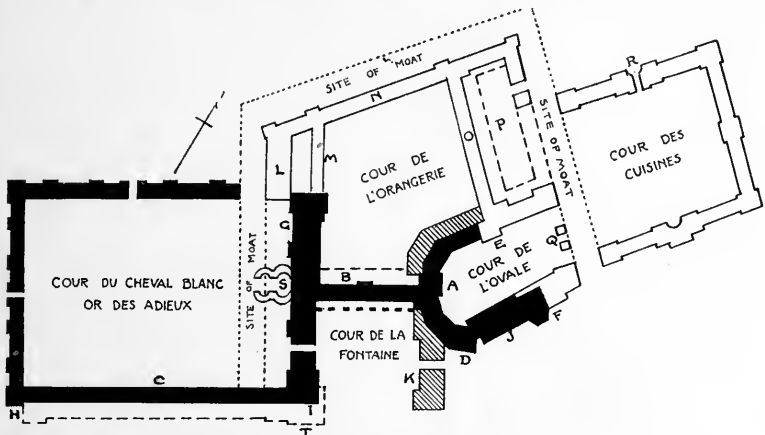 SITE OF MOAT
L
N
R
COUR DE
L'ORANGERIE
M
L
O
P
SITE OF MOAT
COUR DES
CUISINES
G
E
Q
COUR DU CHEVAL BLANC
OR DES ADIEUX
SITE OF MOAT
S
B
A
COUR DE
L'OVALE
COUR DE LA
FONTAINE
F
J
D
K
C
H
I
T